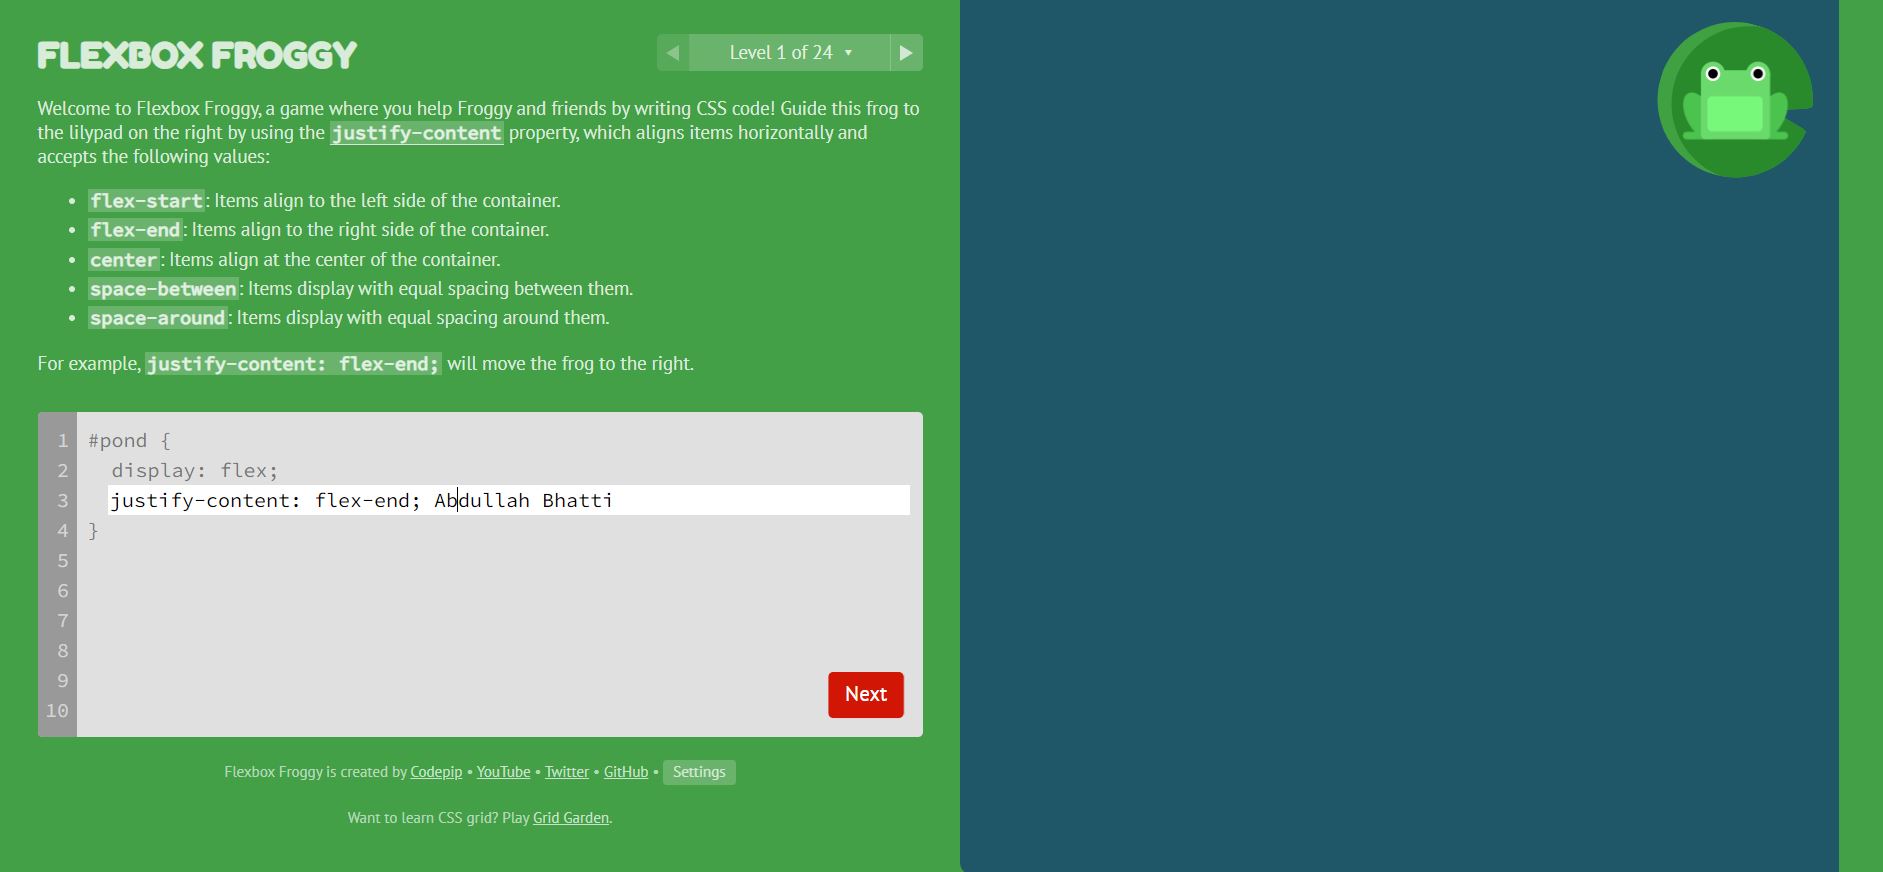 FLEXBOX FROGGY
Level 1 of 24
Welcome to Flexbox Froggy, a game where you help Froggy and friends by writing CSS code! Guide this frog to
the lilypad on the right by using the justify-content property, which aligns items horizontally and
accepts the following values:
• flex-start: Items align to the left side of the container.
• flex-end: Items align to the right side of the container.
• center: Items align at the center of the container.
• space-between: Items display with equal spacing between them.
• space-around: Items display with equal spacing around them.
For example, justify-content: flex-end; will move the frog to the right.
1 #pond {
2 display: flex;
3 justify-content: flex-end; Abdullah Bhatti
4 }
5
6
7
8
9
10
Next
Flexbox Froggy is created by Codepip • YouTube • Twitter • GitHub • Settings
Want to learn CSS grid? Play Grid Garden.